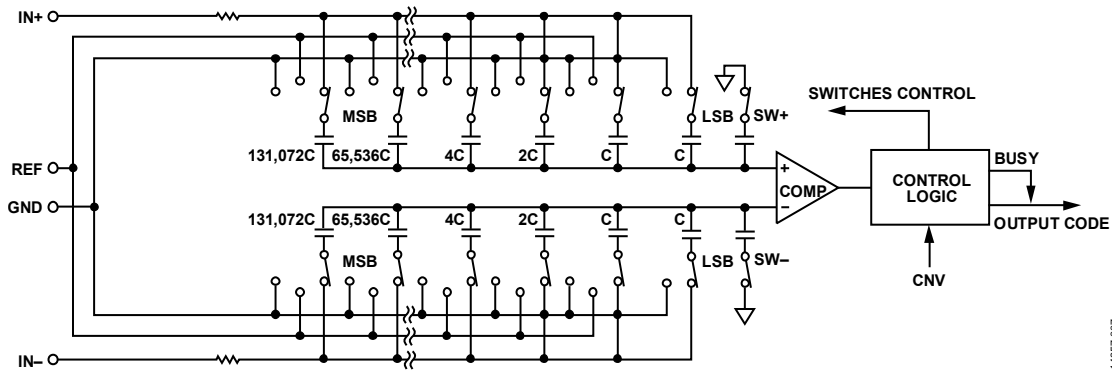 IN+
SWITCHES CONTROL
MSB
LSB
SW+
131,072C
65,536C
4C
2C
C
C
BUSY
REF
+
COMP
–
CONTROL
LOGIC
GND
OUTPUT CODE
131,072C
65,536C
4C
2C
C
C
MSB
LSB
SW–
CNV
IN–